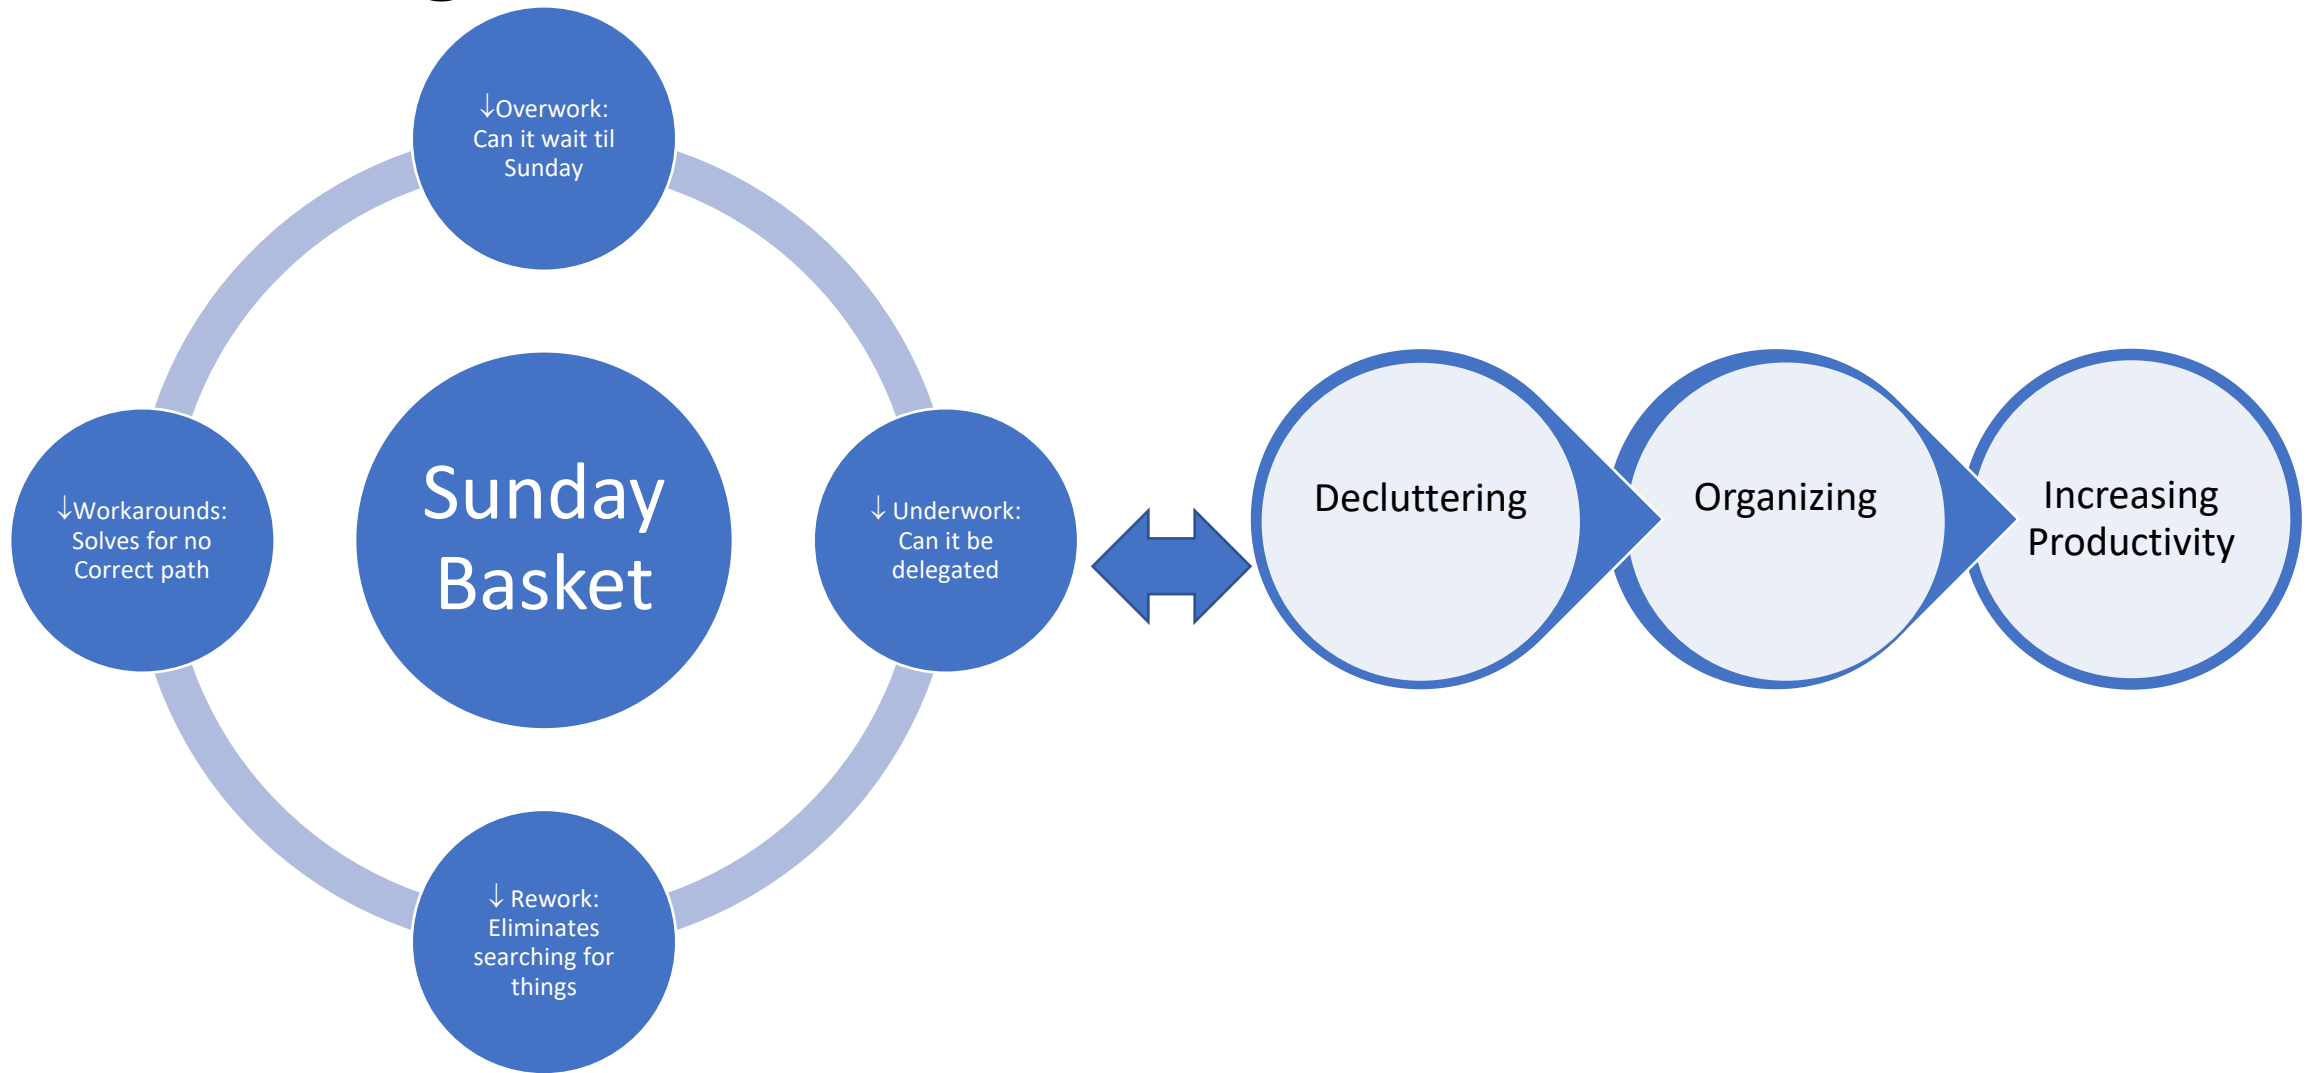 ↓Overwork:
Can it wait til
Sunday
↓Workarounds:
Solves for no
Correct path
Sunday
Basket
↓ Underwork:
Can it be
delegated
↓ Rework:
Eliminates
searching for
things
Decluttering
Organizing
Increasing
Productivity